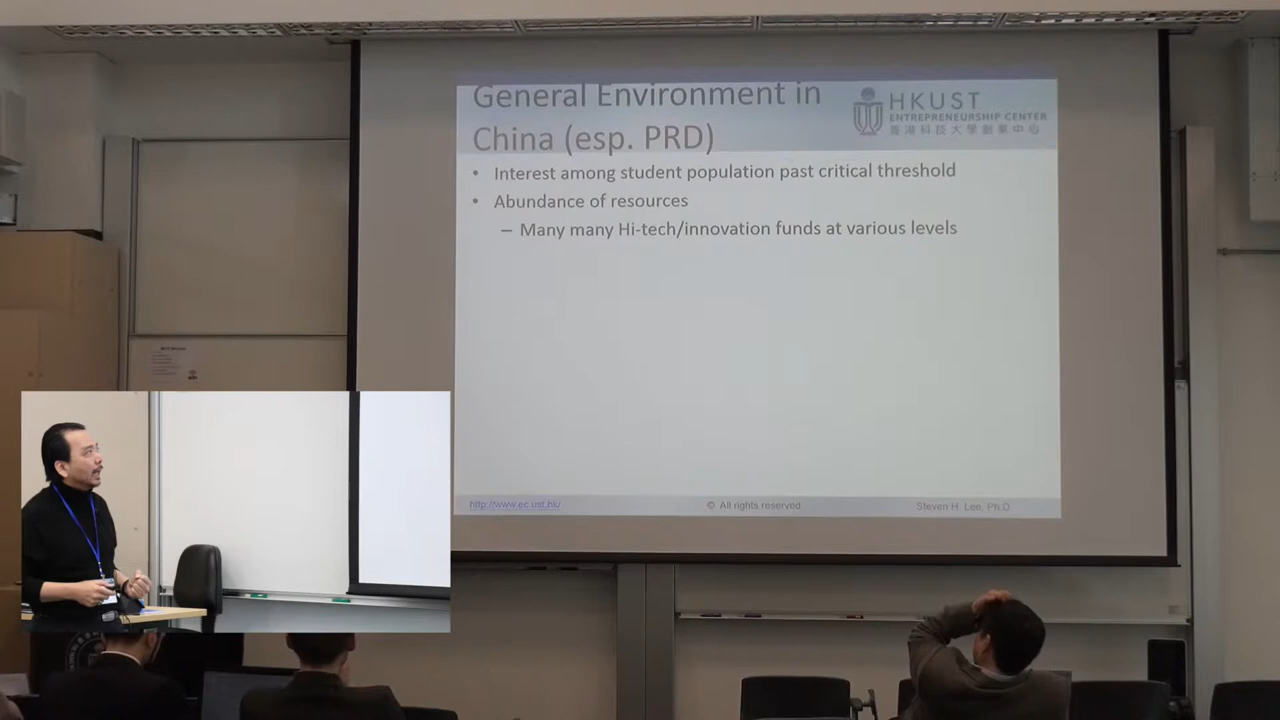 General Environment in
China (esp. PRD)
HKUST
ENTREPRENEURSHIP CENTER
香港科技大學創業中心
• Interest among student population past critical threshold
• Abundance of resources
– Many many Hi-tech/innovation funds at various levels
http://www.ec.ust.hk/
© All rights reserved
Steven H. Lee, Ph.D.